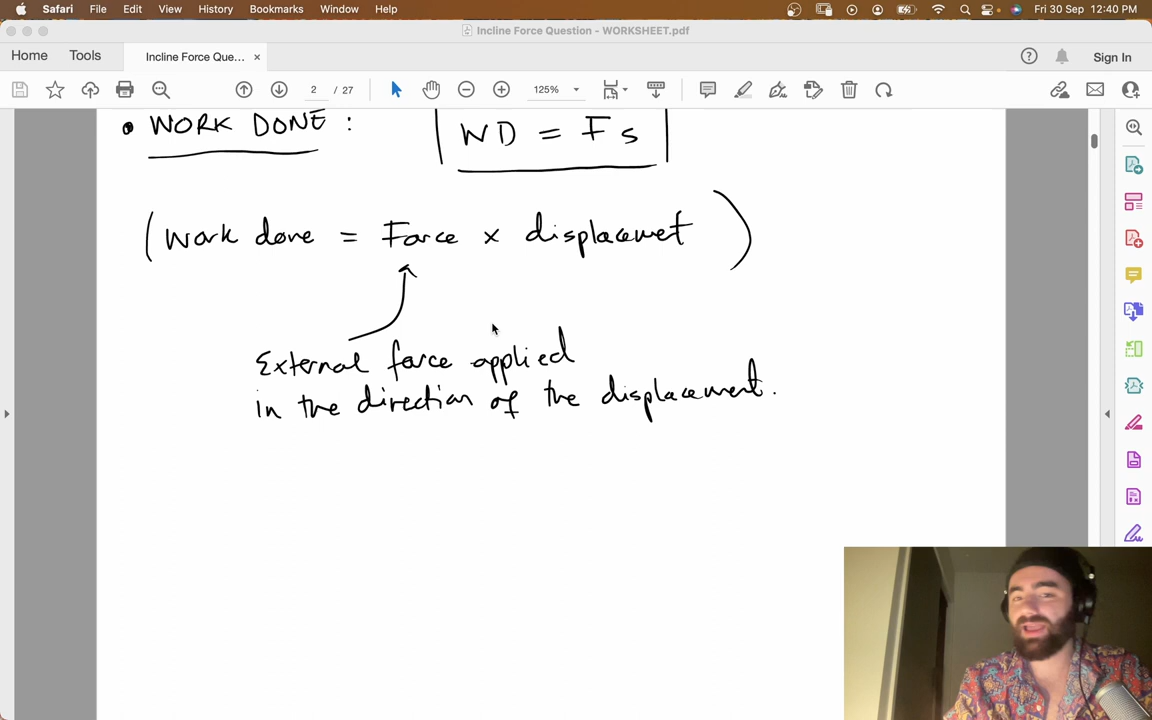 Safari File Edit View History Bookmarks Window Help Fri 30 Sep 12:40 PM
Incline Force Question - WORKSHEET.pdf
Home Tools Incline Force Que... × Sign In
2 / 27 125%
• WORK DONE : WD = Fs
(Work done = Force × displacemet)
External force applied
in the direction of the displacement.